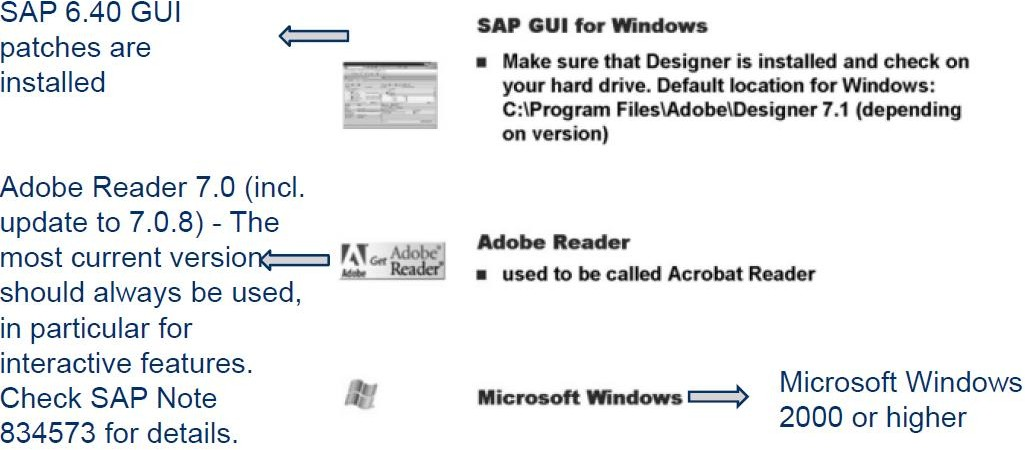 SAP 6.40 GUI
patches are
installed
SAP GUI for Windows
■ Make sure that Designer is installed and check on
your hard drive. Default location for Windows:
C:\Program Files\Adobe\Designer 7.1 (depending
on version)
Adobe Reader 7.0 (incl.
update to 7.0.8) - The
most current version
should always be used,
in particular for
interactive features.
Check SAP Note
834573 for details.
Adobe
Get Adobe®
Reader®
Adobe Reader
■ used to be called Acrobat Reader
Microsoft Windows
Microsoft Windows
2000 or higher